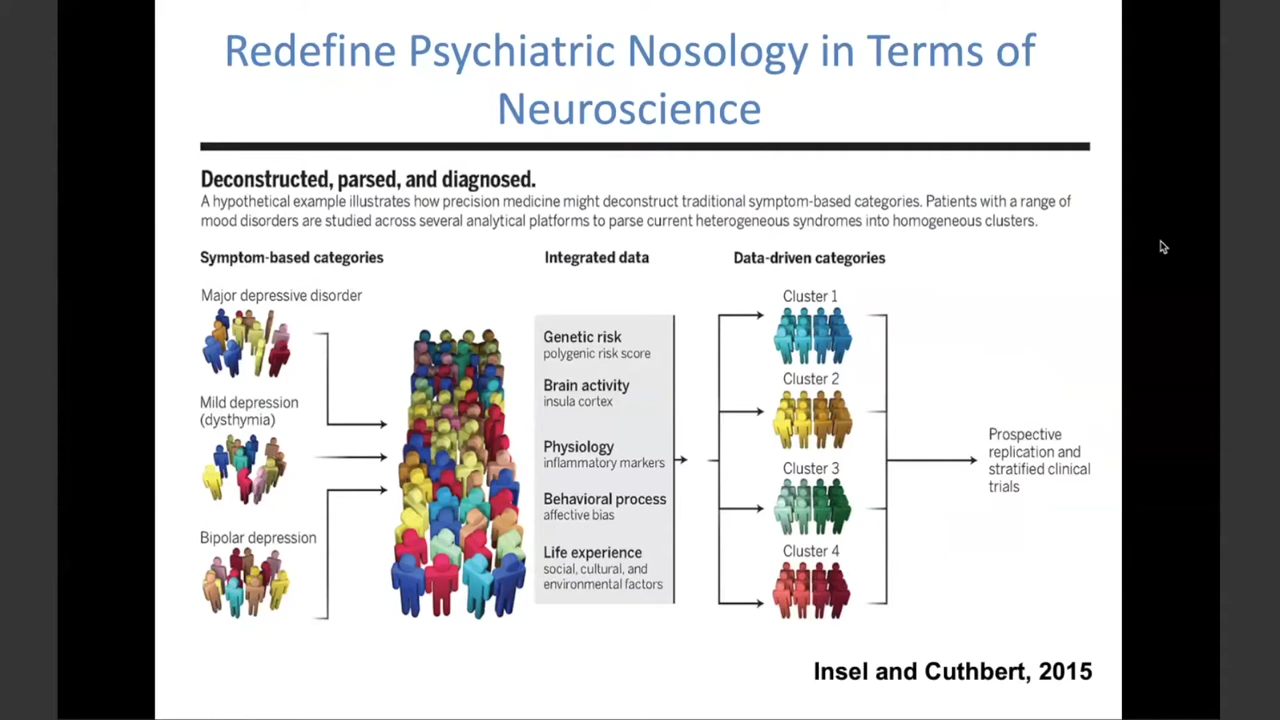 Redefine Psychiatric Nosology in Terms of
Neuroscience
Deconstructed, parsed, and diagnosed.
A hypothetical example illustrates how precision medicine might deconstruct traditional symptom-based categories. Patients with a range of
mood disorders are studied across several analytical platforms to parse current heterogeneous syndromes into homogeneous clusters.
Symptom-based categories
Major depressive disorder
Mild depression
(dysthymia)
Bipolar depression
Integrated data
Genetic risk
polygenic risk score
Brain activity
insula cortex
Physiology
inflammatory markers
Behavioral process
affective bias
Life experience
social, cultural, and
environmental factors
Data-driven categories
Cluster 1
Cluster 2
Cluster 3
Cluster 4
Prospective
replication and
stratified clinical
trials
Insel and Cuthbert, 2015